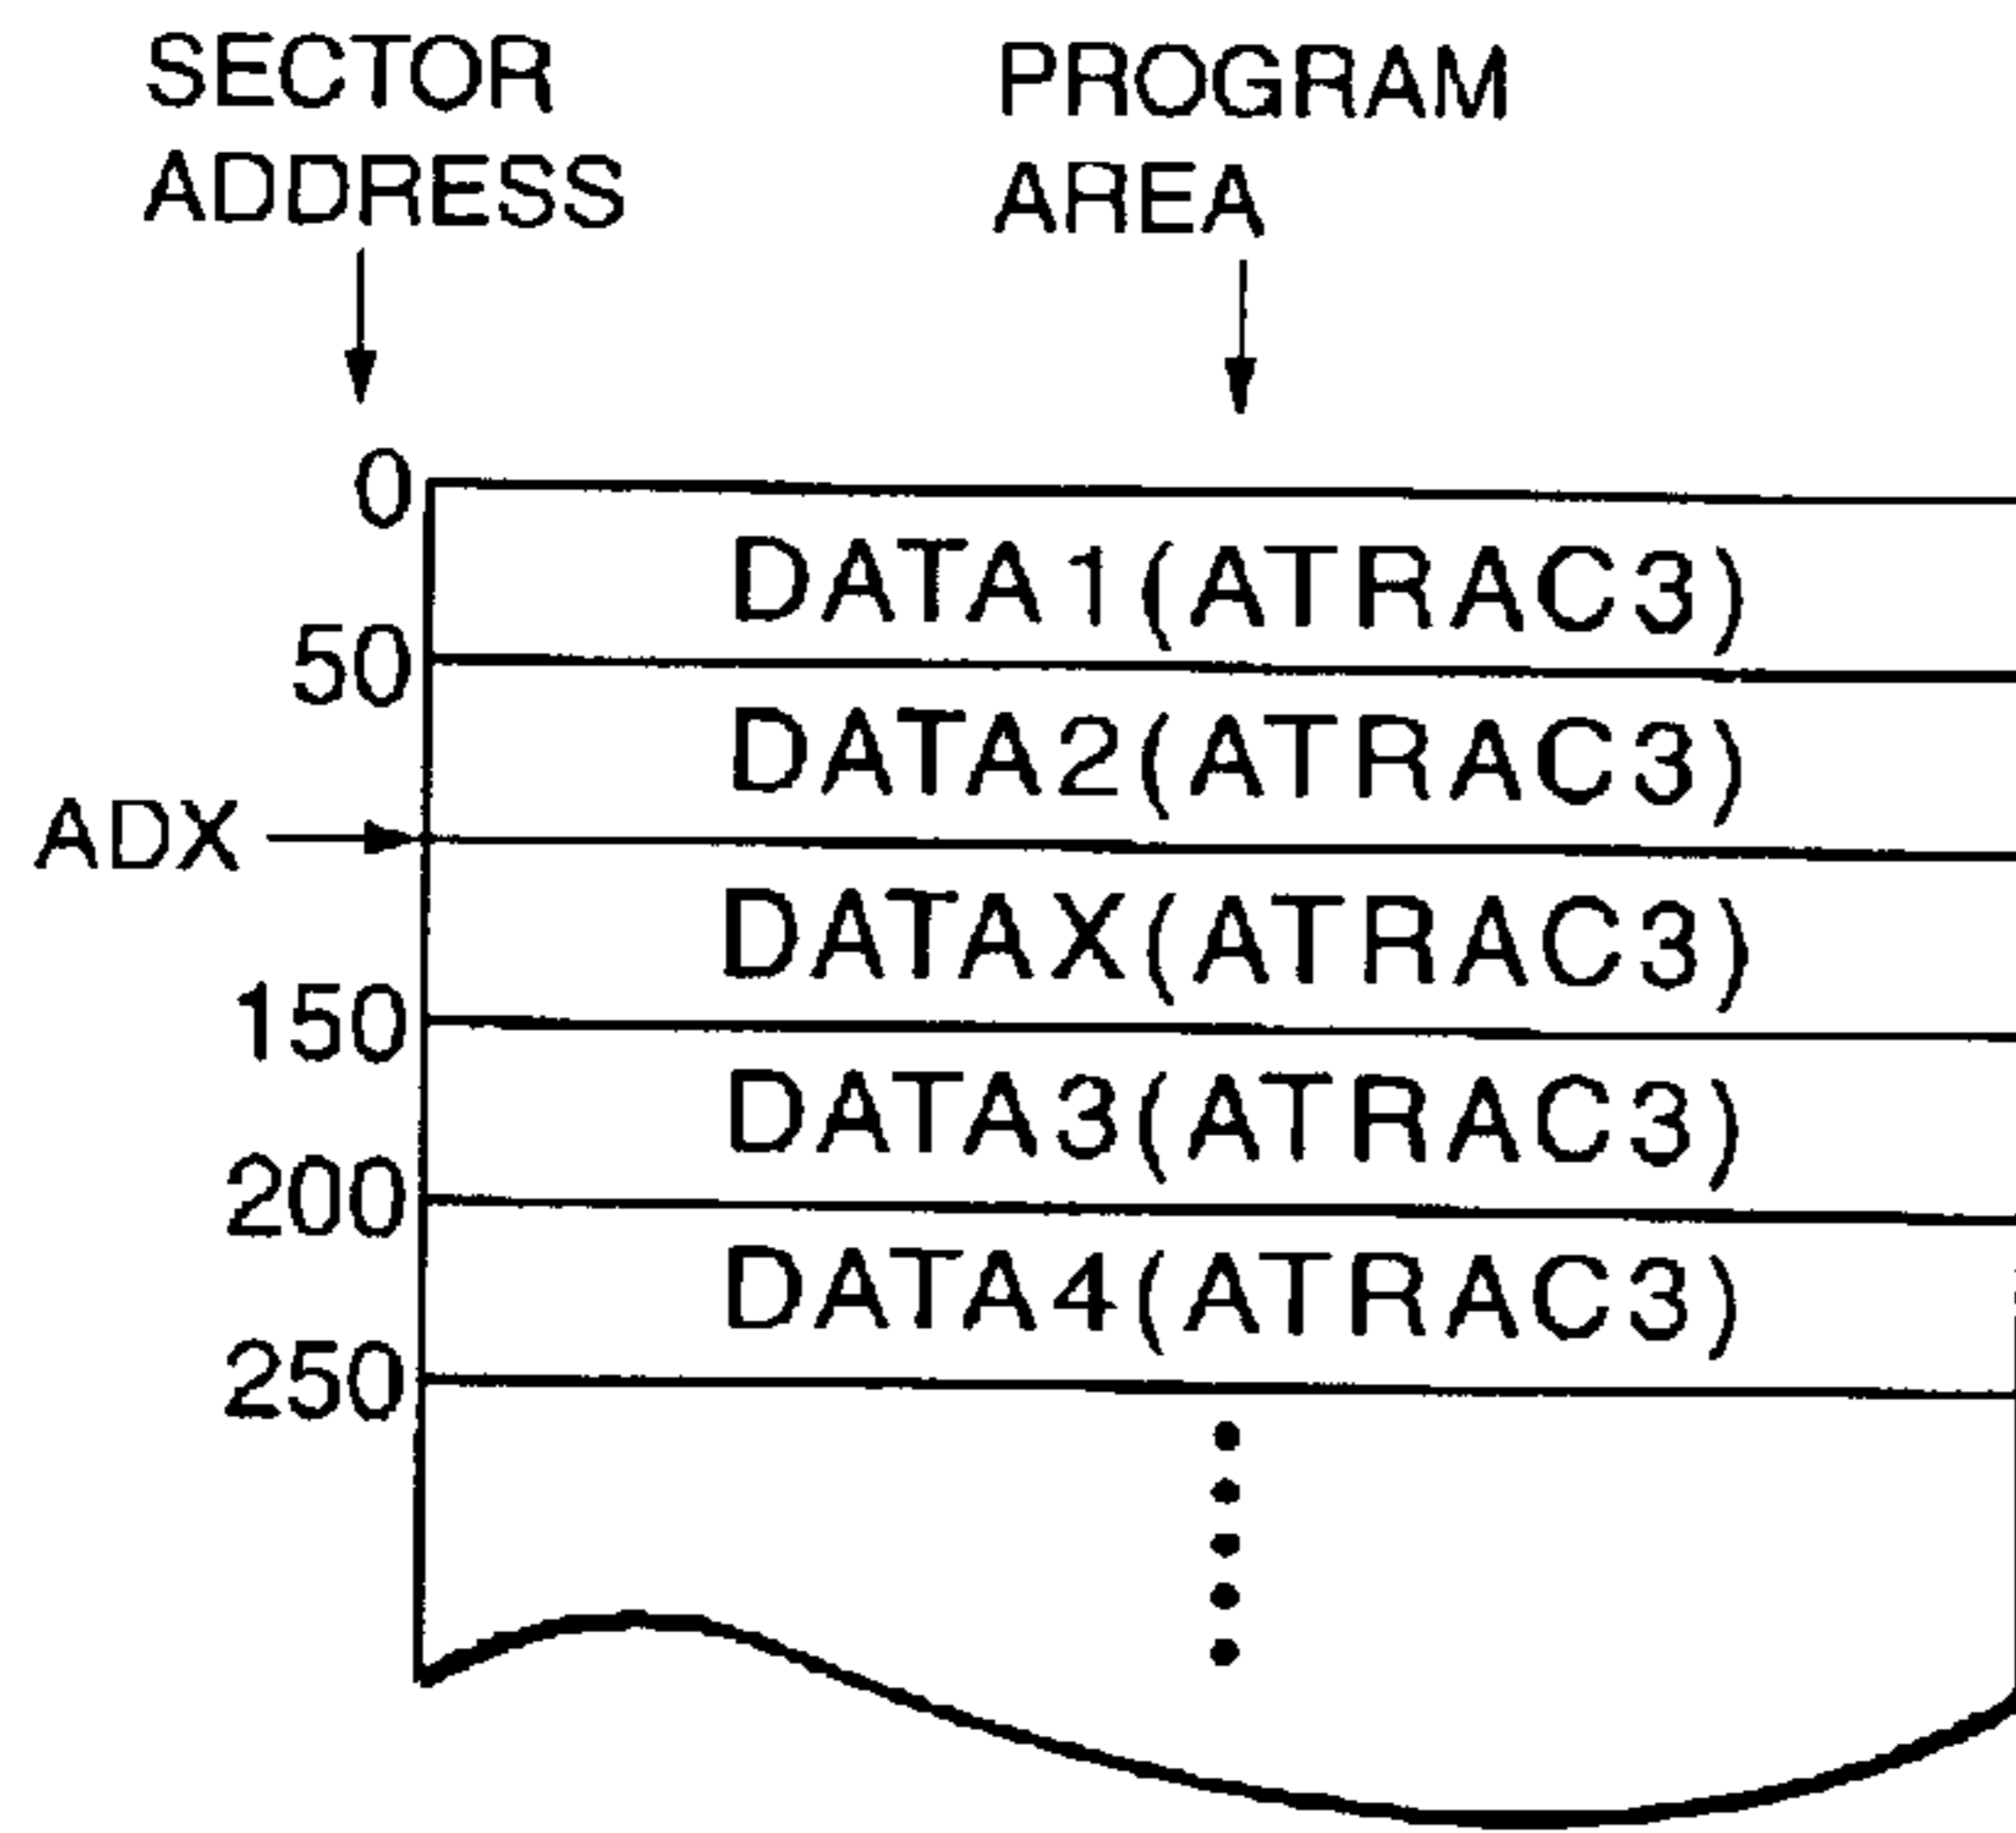 SECTOR
ADDRESS
PROGRAM
AREA
0
DATA1(ATRAC3)
50
DATA2(ATRAC3)
ADX
DATAX(ATRAC3)
150
DATA3(ATRAC3)
200
DATA4(ATRAC3)
250